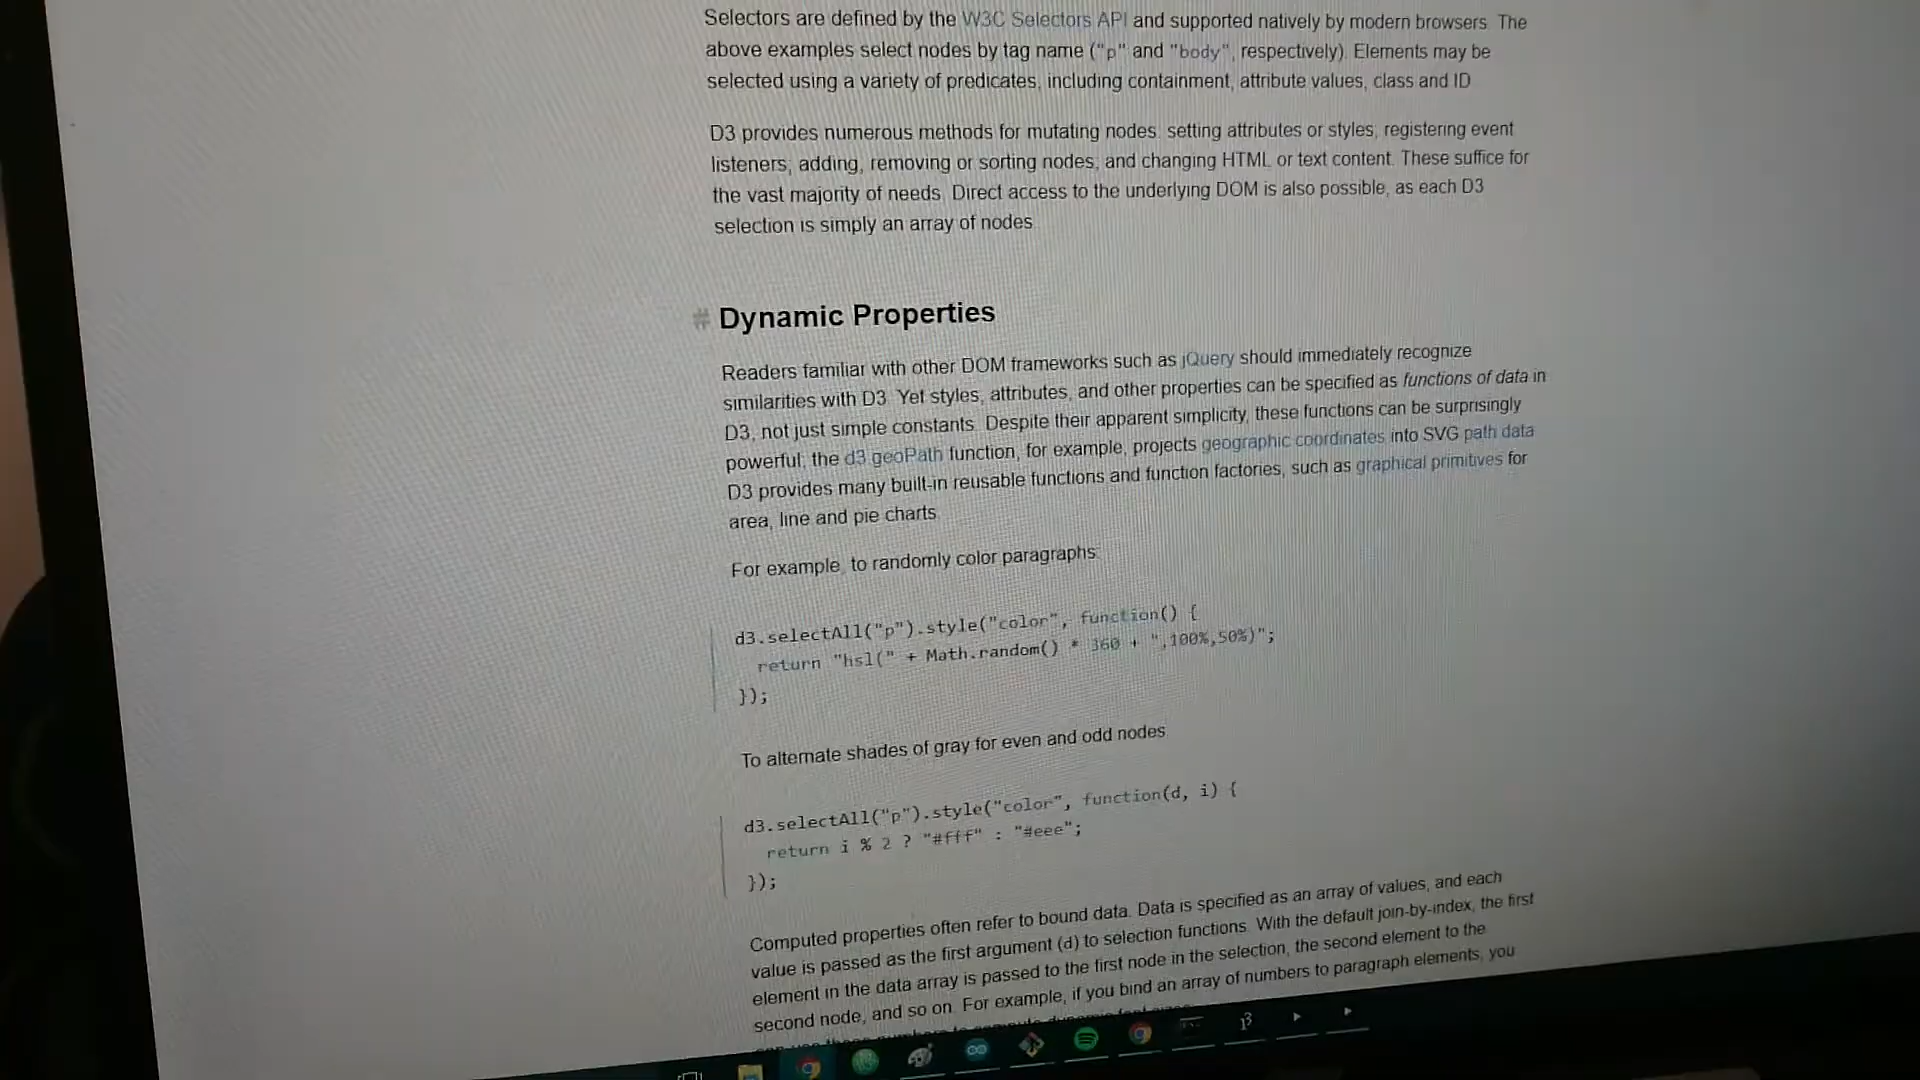 Selectors are defined by the W3C Selectors API and supported natively by modern browsers. The
above examples select nodes by tag name ("p" and "body", respectively). Elements may be
selected using a variety of predicates, including containment, attribute values, class and ID.
D3 provides numerous methods for mutating nodes: setting attributes or styles; registering event
listeners; adding, removing or sorting nodes; and changing HTML or text content. These suffice for
the vast majority of needs. Direct access to the underlying DOM is also possible, as each D3
selection is simply an array of nodes.
# Dynamic Properties
Readers familiar with other DOM frameworks such as jQuery should immediately recognize
similarities with D3. Yet styles, attributes, and other properties can be specified as functions of data in
D3, not just simple constants. Despite their apparent simplicity, these functions can be surprisingly
powerful; the d3.geoPath function, for example, projects geographic coordinates into SVG path data.
D3 provides many built-in reusable functions and function factories, such as graphical primitives for
area, line and pie charts.
For example, to randomly color paragraphs:
d3.selectAll("p").style("color", function() {
return "hsl(" + Math.random() * 360 + ",100%,50%)";
});
To alternate shades of gray for even and odd nodes:
d3.selectAll("p").style("color", function(d, i) {
return i % 2 ? "#fff" : "#eee";
});
Computed properties often refer to bound data. Data is specified as an array of values, and each
value is passed as the first argument (d) to selection functions. With the default join-by-index, the first
element in the data array is passed to the first node in the selection, the second element to the
second node, and so on. For example, if you bind an array of numbers to paragraph elements, you